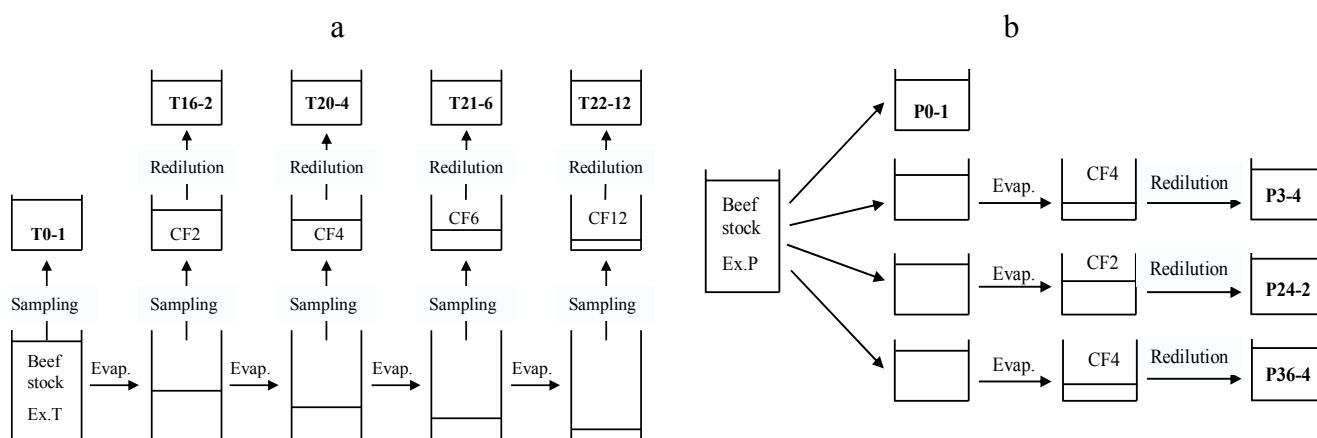 a
T16-2
T20-4
T21-6
T22-12
Redilution
Redilution
Redilution
Redilution
T0-1
CF2
CF4
CF6
CF12
Sampling
Sampling
Sampling
Sampling
Sampling
Beef
stock
Ex.T
Evap.
Evap.
Evap.
Evap.
b
P0-1
Beef
stock
Ex.P
Evap.
CF4
Redilution
P3-4
Evap.
CF2
Redilution
P24-2
Evap.
CF4
Redilution
P36-4